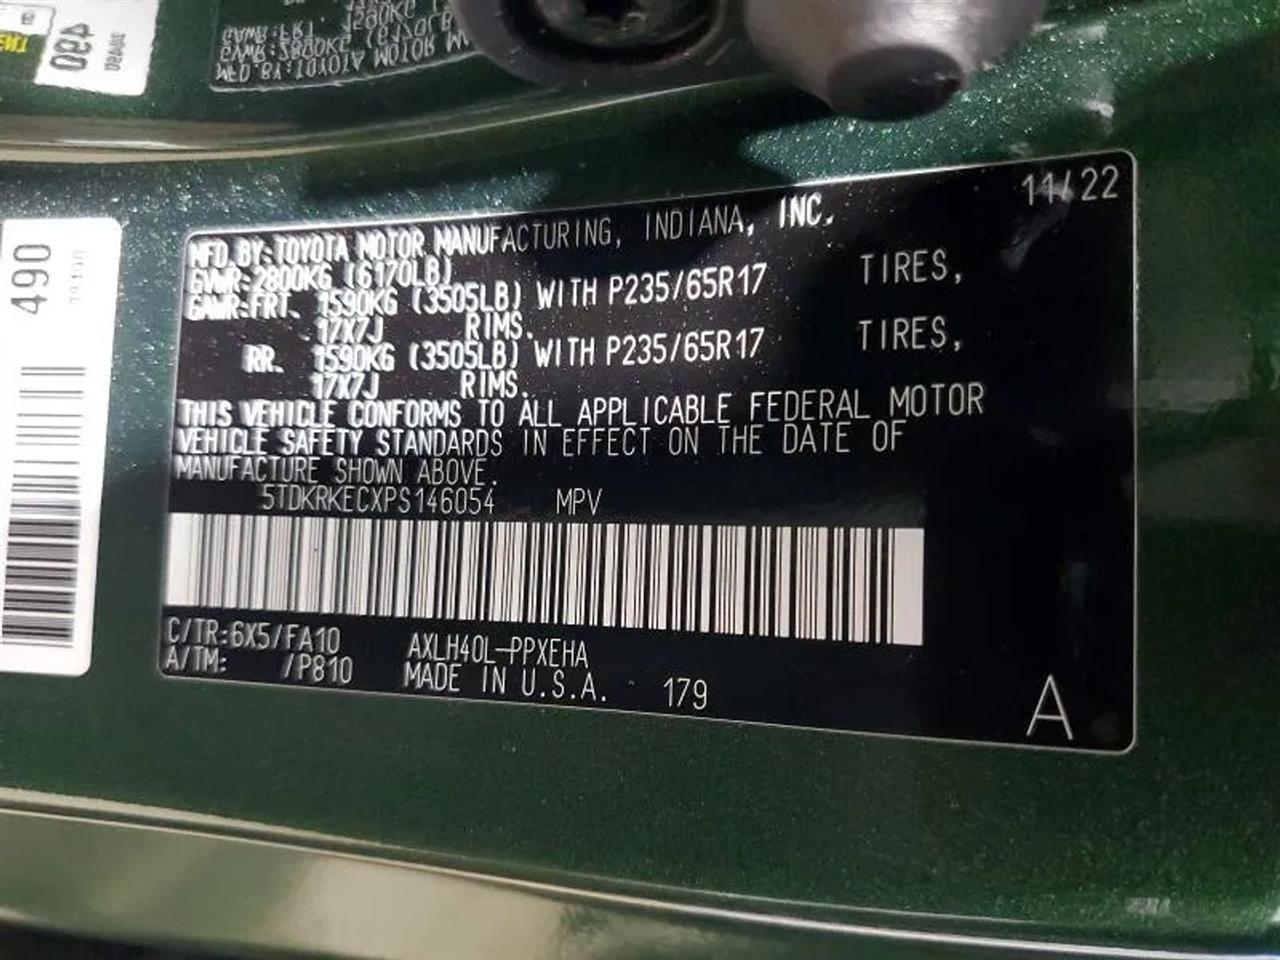 MFD.BY:TOYOTA MOTOR MANUFACTURING, INDIANA, INC. 11/22
GVWR:2800KG (6170LB)
GAWR:FRT. 1590KG (3505LB) WITH P235/65R17 TIRES,
17X7J RIMS.
RR. 1590KG (3505LB) WITH P235/65R17 TIRES,
17X7J RIMS.
THIS VEHICLE CONFORMS TO ALL APPLICABLE FEDERAL MOTOR
VEHICLE SAFETY STANDARDS IN EFFECT ON THE DATE OF
MANUFACTURE SHOWN ABOVE.
5TDKRKECXPS146054 MPV
C/TR:6X5/FA10 AXLH40L-PPXEHA
A/TM: /P810 MADE IN U.S.A. 179
A
490